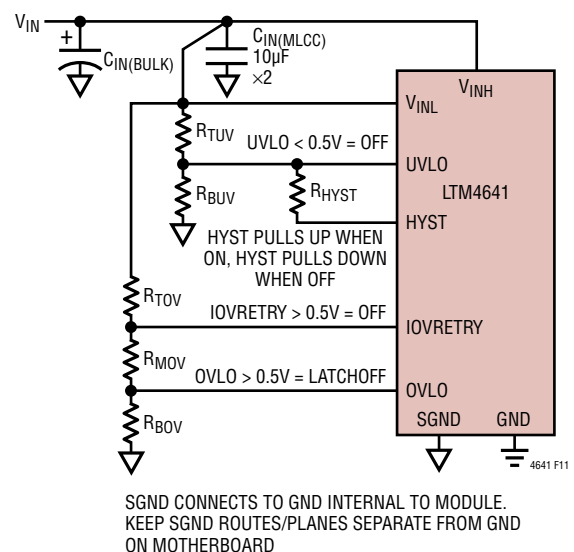 VIN
+
CIN(BULK)
CIN(MLCC)
10µF
×2
VINH
VINL
RTUV
UVLO < 0.5V = OFF
UVLO
LTM4641
RBUV
RHYST
HYST
HYST PULLS UP WHEN
ON, HYST PULLS DOWN
WHEN OFF
RTOV
IOVRETRY > 0.5V = OFF
IOVRETRY
RMOV
OVLO > 0.5V = LATCHOFF
OVLO
RBOV
SGND
GND
4641 F11
SGND CONNECTS TO GND INTERNAL TO MODULE.
KEEP SGND ROUTES/PLANES SEPARATE FROM GND
ON MOTHERBOARD